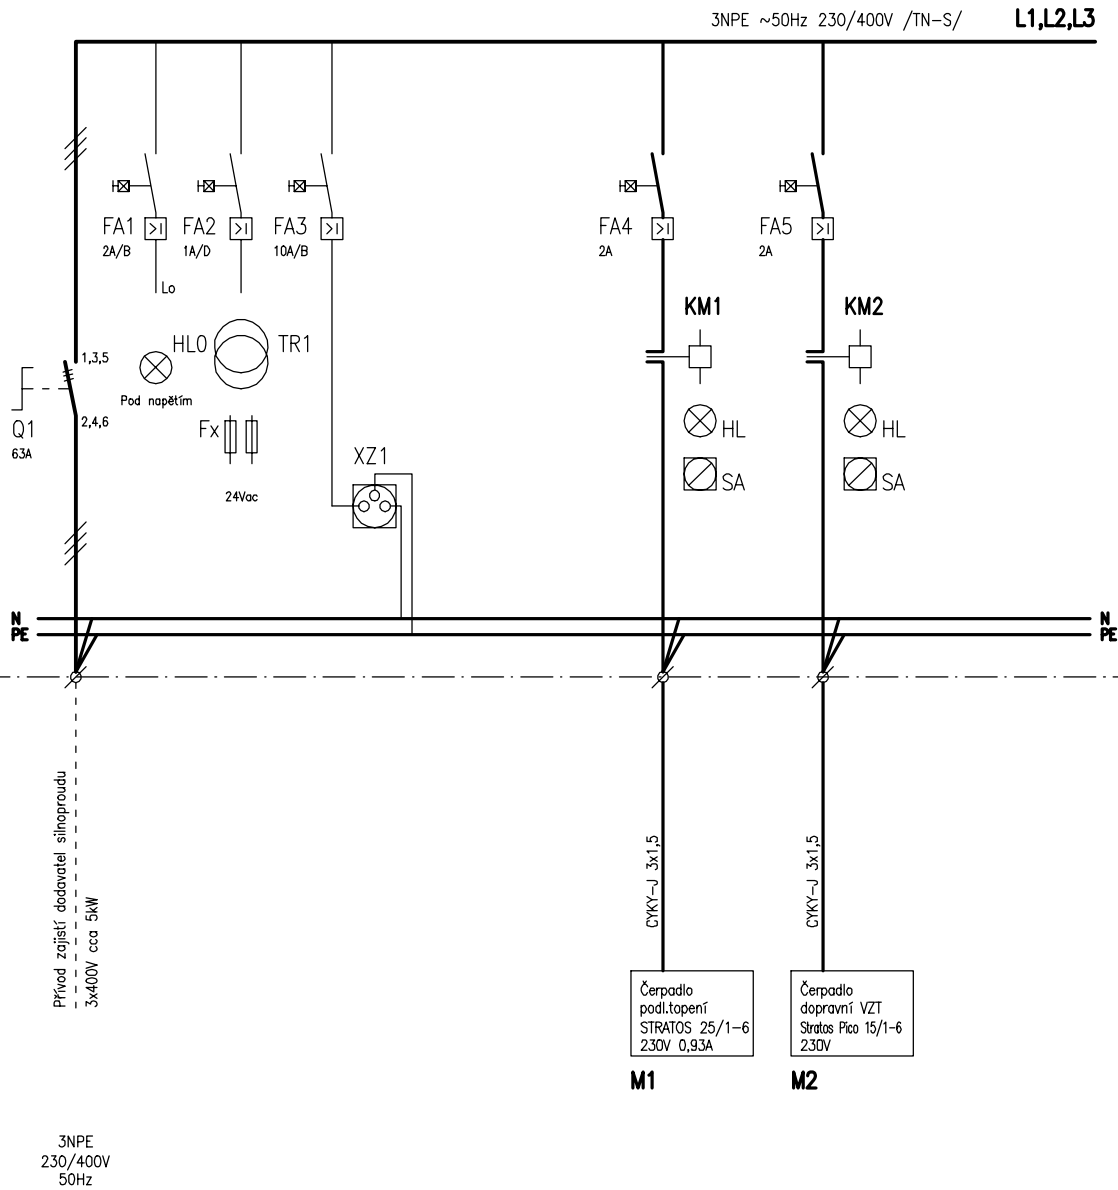 3NPE ~50Hz 230/400V /TN-S/ L1,L2,L3
FA1
2A/B
FA2
1A/D
FA3
10A/B
FA4
2A
FA5
2A
>I
>I
>I
>I
>I
Lo
KM1
KM2
HL0
TR1
1,3,5
Pod napětím
2,4,6
Q1
63A
Fx
24Vac
XZ1
HL
HL
SA
SA
N
PE
N
PE
Přívod zajistí dodavatel silnoproudu
3x400V cca 5kW
CYKY-J 3x1,5
CYKY-J 3x1,5
Čerpadlo
podl.topení
STRATOS 25/1-6
230V 0,93A
M1
Čerpadlo
dopravní VZT
Stratos Pico 15/1-6
230V
M2
3NPE
230/400V
50Hz